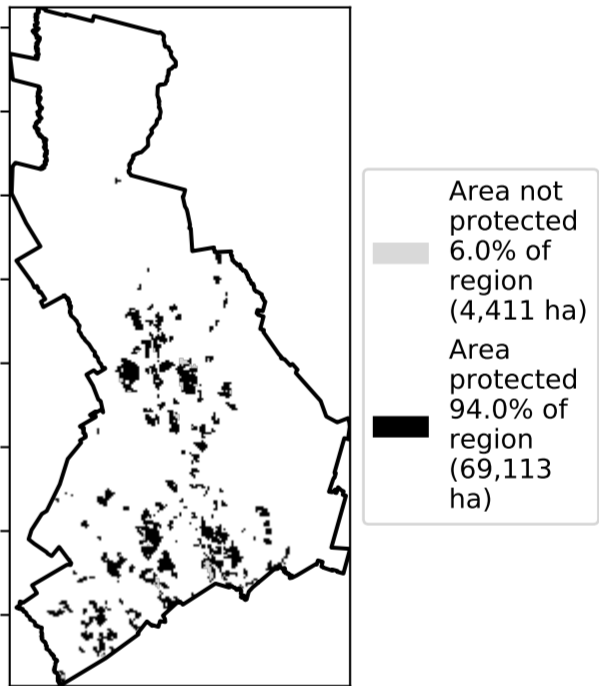 Area not
protected
6.0% of
region
(4,411 ha)
Area
protected
94.0% of
region
(69,113
ha)